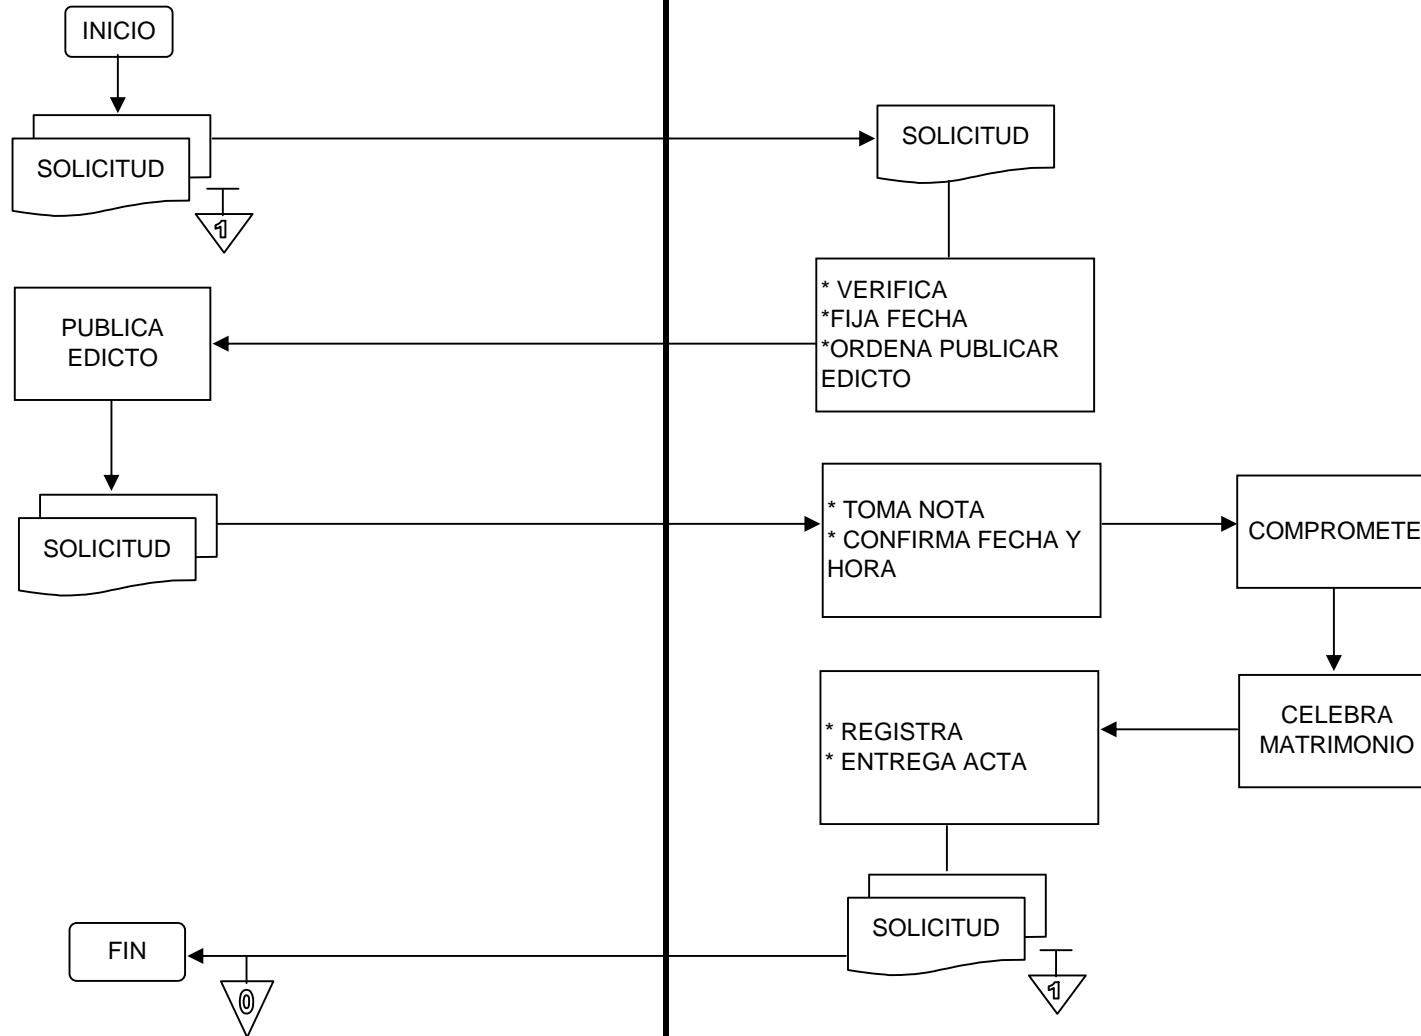 INICIO
SOLICITUD
1
SOLICITUD
* VERIFICA
*FIJA FECHA
*ORDENA PUBLICAR
EDICTO
PUBLICA
EDICTO
SOLICITUD
* TOMA NOTA
* CONFIRMA FECHA Y
HORA
COMPROMETE
CELEBRA
MATRIMONIO
* REGISTRA
* ENTREGA ACTA
SOLICITUD
1
FIN
0